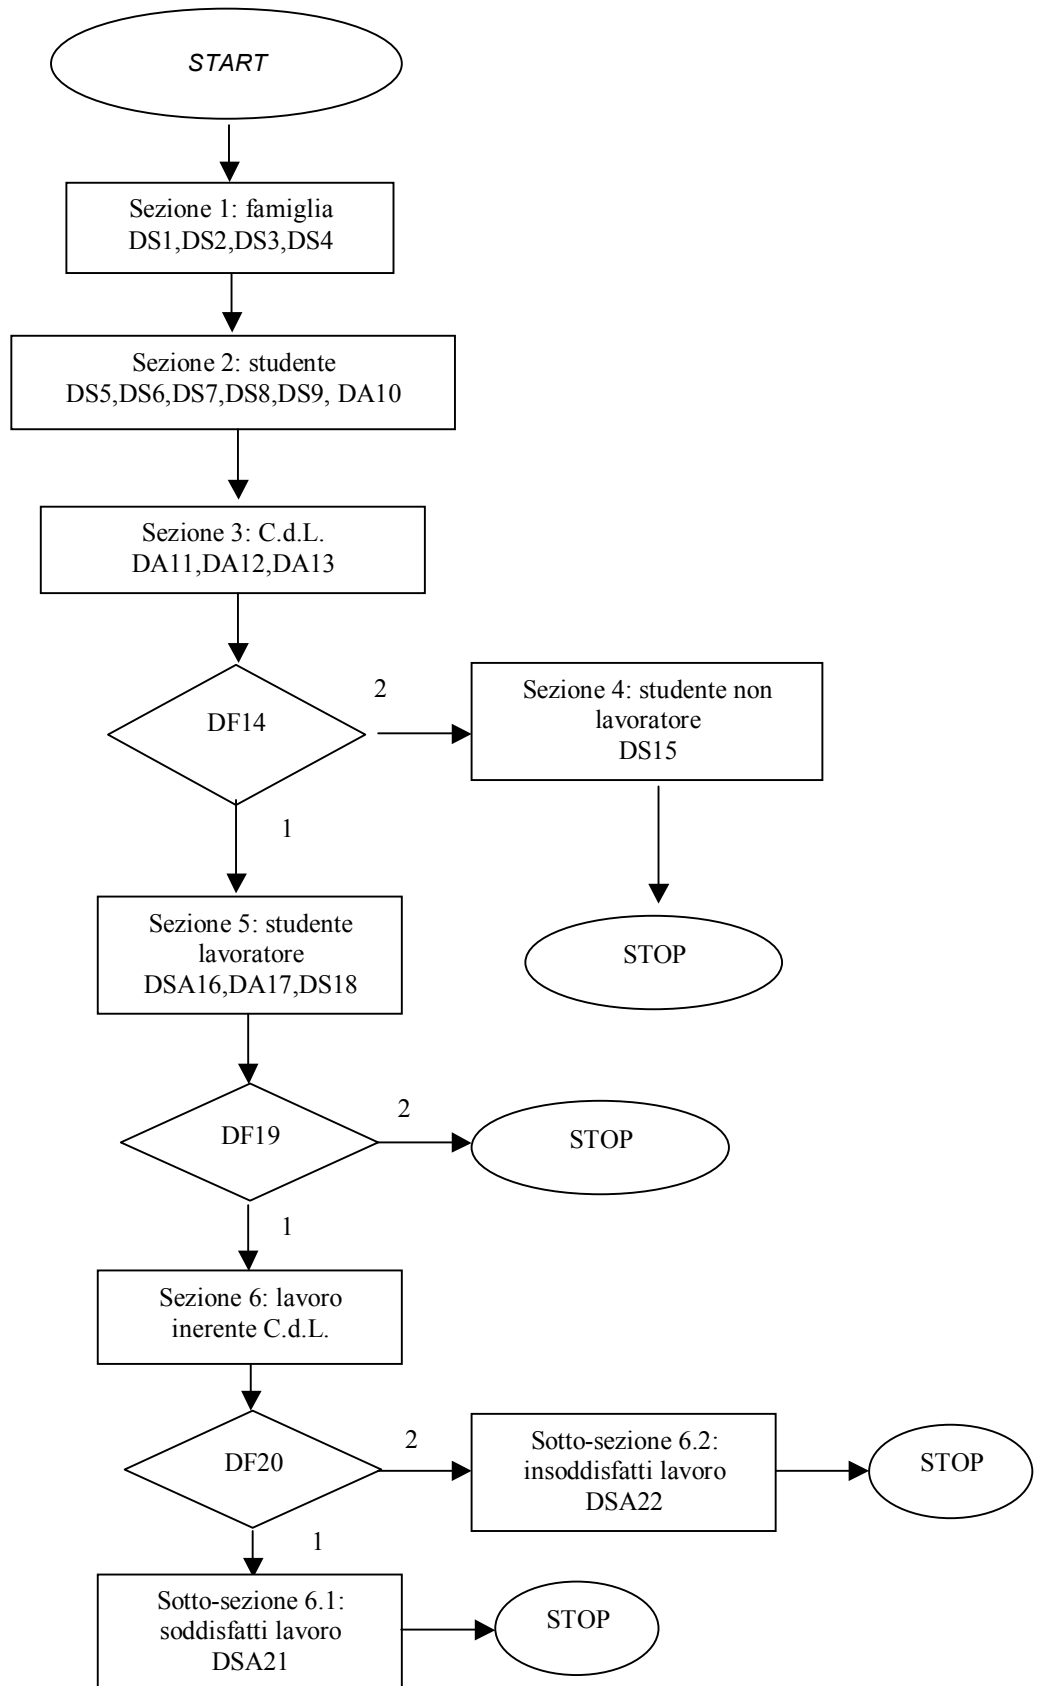 START
Sezione 1: famiglia
DS1,DS2,DS3,DS4
Sezione 2: studente
DS5,DS6,DS7,DS8,DS9, DA10
Sezione 3: C.d.L.
DA11,DA12,DA13
DF14
2
Sezione 4: studente non
lavoratore
DS15
1
STOP
Sezione 5: studente
lavoratore
DSA16,DA17,DS18
DF19
2
STOP
1
Sezione 6: lavoro
inerente C.d.L.
DF20
2
Sotto-sezione 6.2:
insoddisfatti lavoro
DSA22
STOP
1
Sotto-sezione 6.1:
soddisfatti lavoro
DSA21
STOP